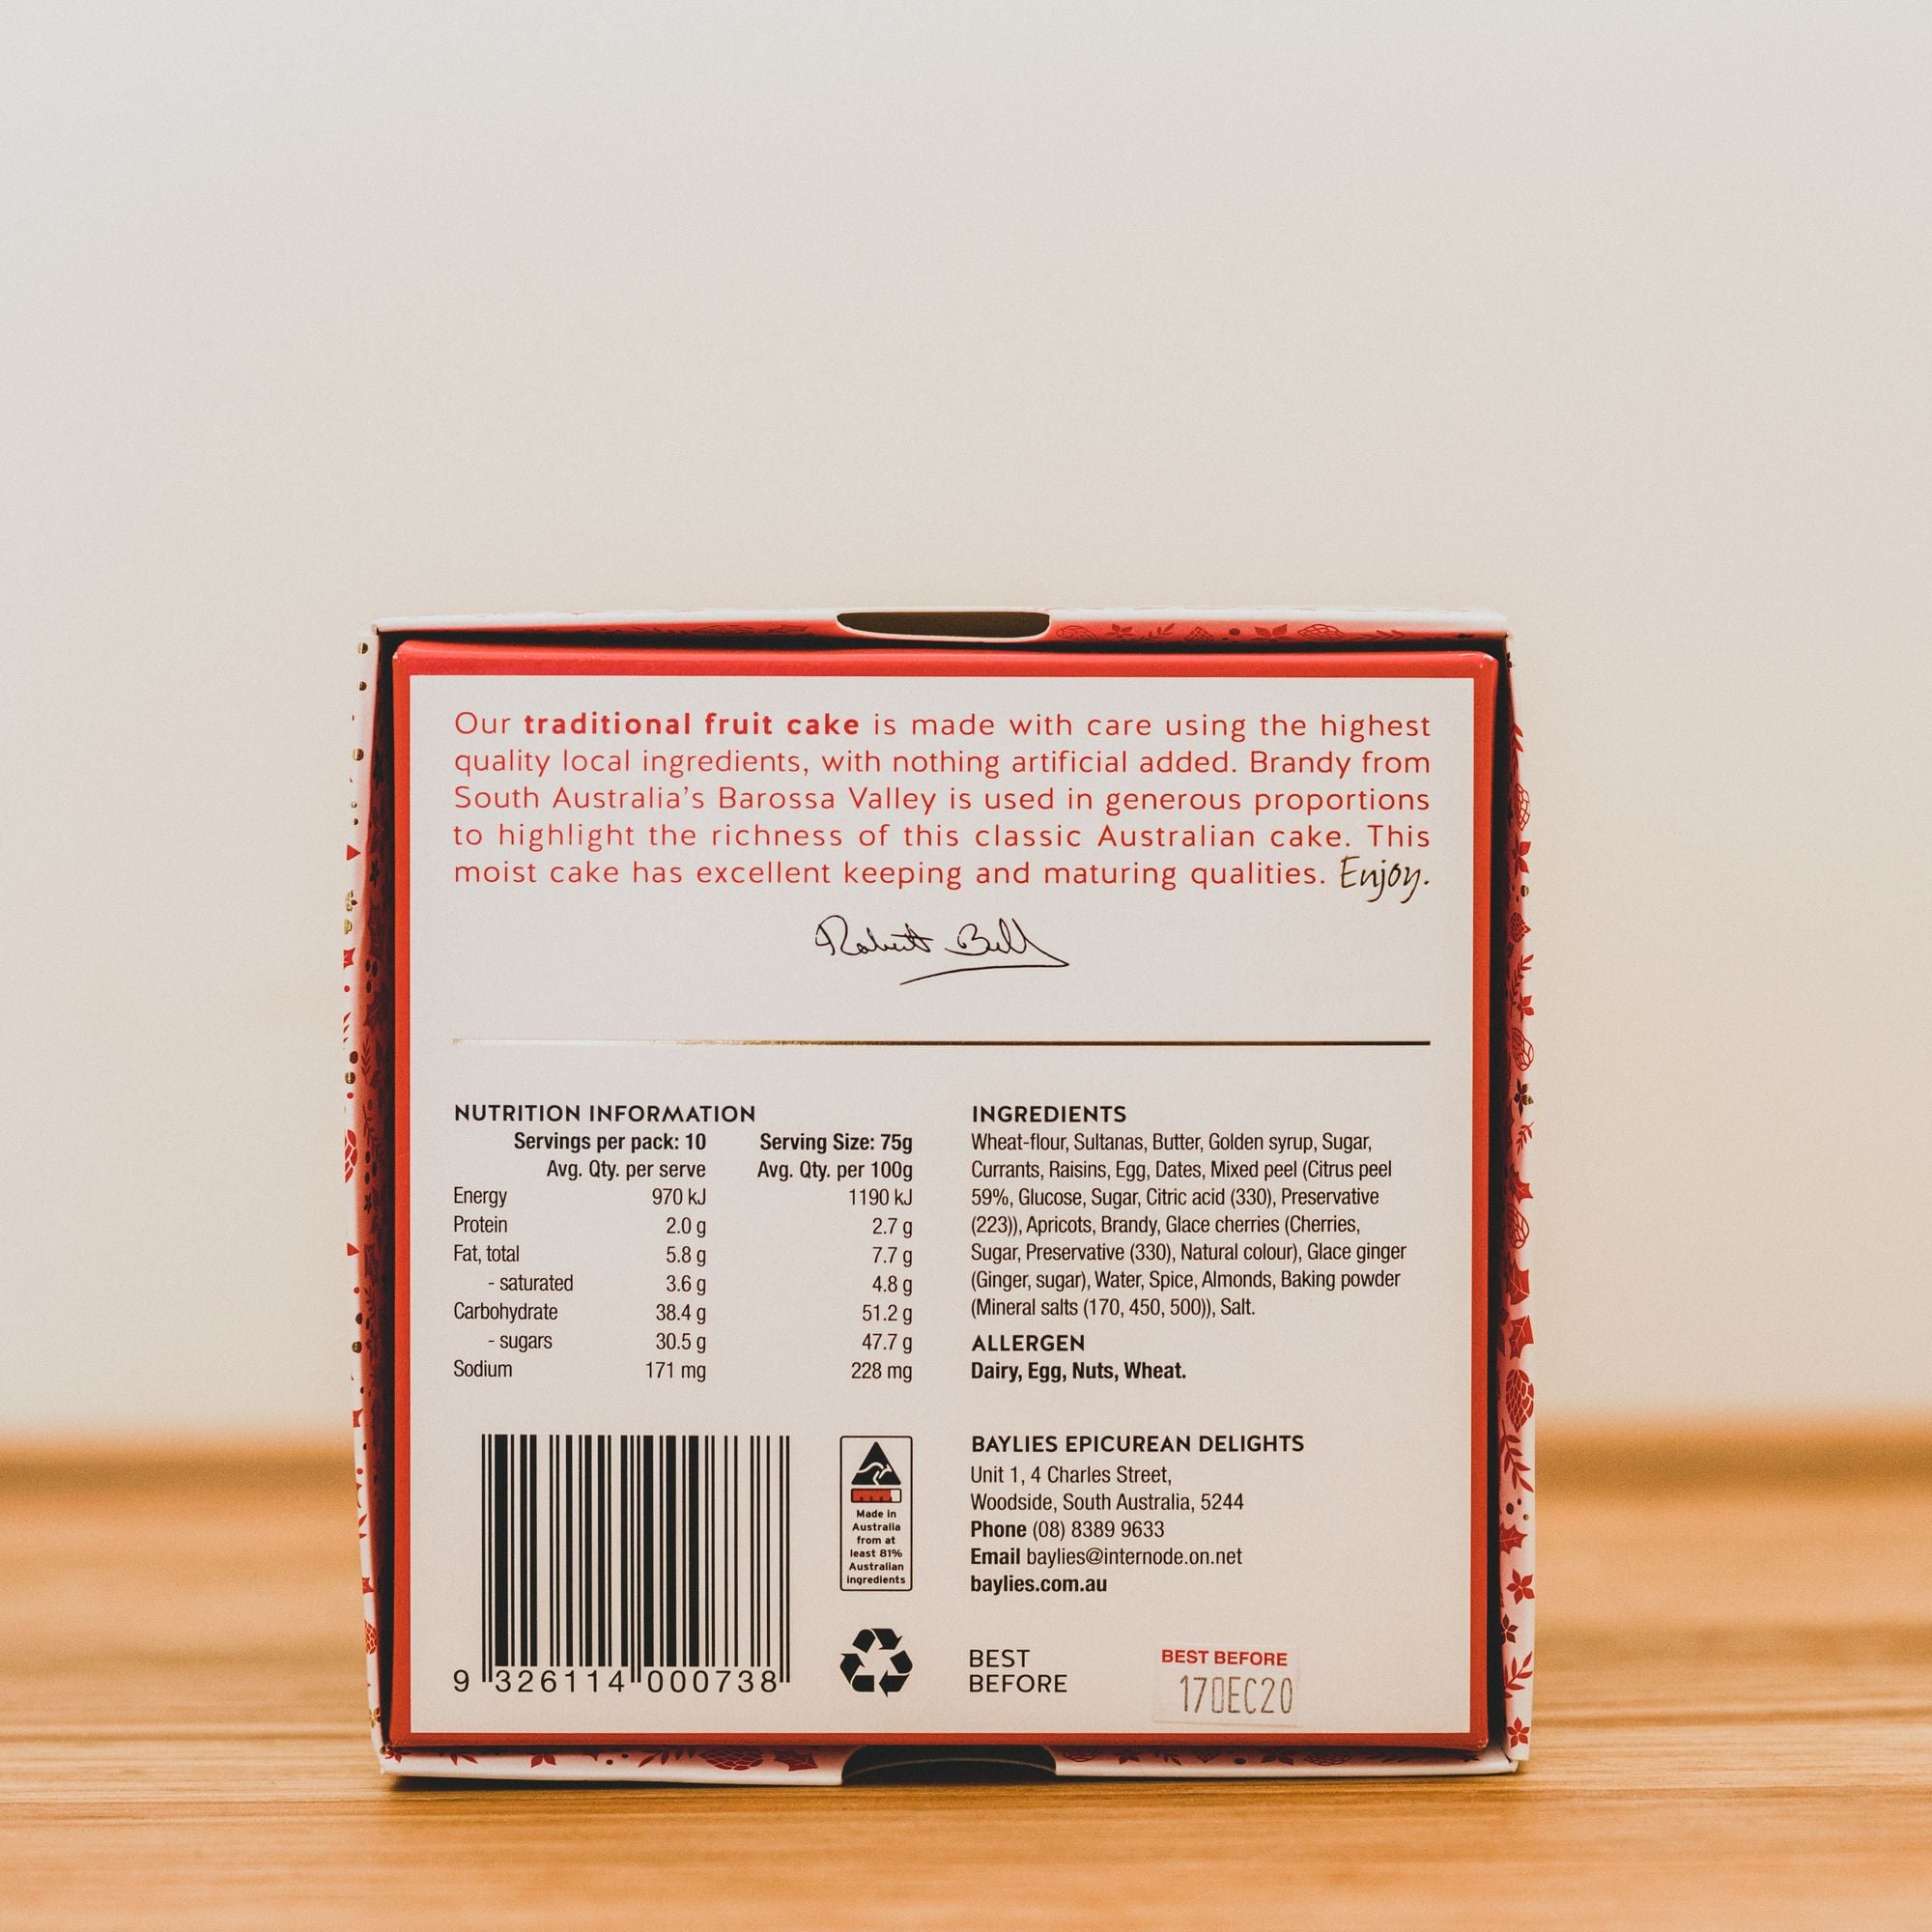 Our traditional fruit cake is made with care using the highest
quality local ingredients, with nothing artificial added. Brandy from
South Australia's Barossa Valley is used in generous proportions
to highlight the richness of this classic Australian cake. This
moist cake has excellent keeping and maturing qualities. Enjoy.
Robert Bell
NUTRITION INFORMATION
Servings per pack: 10 Serving Size: 75g
Avg. Qty. per serve Avg. Qty. per 100g
Energy 970 kJ 1190 kJ
Protein 2.0 g 2.7 g
Fat, total 5.8 g 7.7 g
- saturated 3.6 g 4.8 g
Carbohydrate 38.4 g 51.2 g
- sugars 30.5 g 47.7 g
Sodium 171 mg 228 mg
INGREDIENTS
Wheat-flour, Sultanas, Butter, Golden syrup, Sugar,
Currants, Raisins, Egg, Dates, Mixed peel (Citrus peel
59%, Glucose, Sugar, Citric acid (330), Preservative
(223)), Apricots, Brandy, Glace cherries (Cherries,
Sugar, Preservative (330), Natural colour), Glace ginger
(Ginger, sugar), Water, Spice, Almonds, Baking powder
(Mineral salts (170, 450, 500)), Salt.
ALLERGEN
Dairy, Egg, Nuts, Wheat.
9 326114 000738
Made in
Australia
from at
least 81%
Australian
ingredients
BAYLIES EPICUREAN DELIGHTS
Unit 1, 4 Charles Street,
Woodside, South Australia, 5244
Phone (08) 8389 9633
Email baylies@internode.on.net
baylies.com.au
BEST
BEFORE
BEST BEFORE
17DEC20